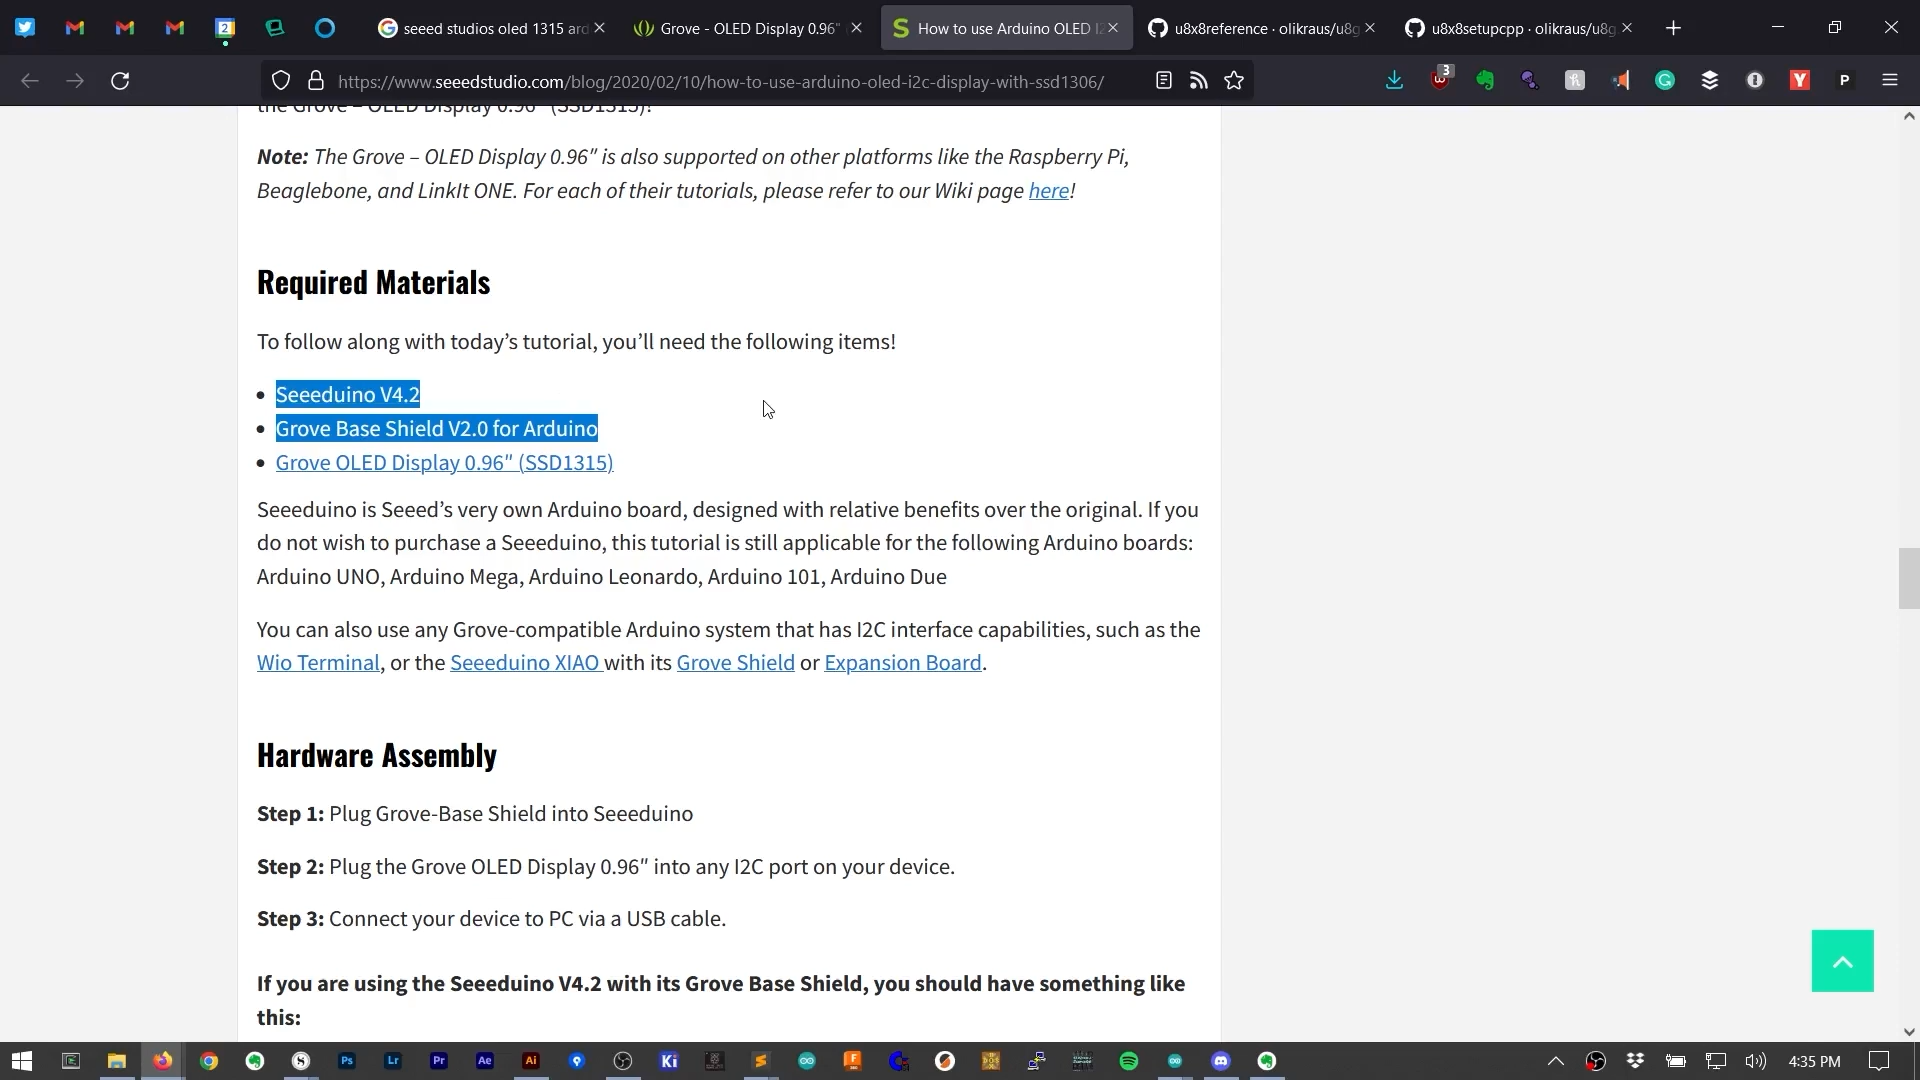 seeed studios oled 1315 ard
Grove - OLED Display 0.96"
How to use Arduino OLED I2
u8x8reference · olikraus/u8g
u8x8setupcpp · olikraus/u8g
https://www.seeedstudio.com/blog/2020/02/10/how-to-use-arduino-oled-i2c-display-with-ssd1306/
3
the Grove – OLED Display 0.96″ (SSD1315)!
Note: The Grove – OLED Display 0.96″ is also supported on other platforms like the Raspberry Pi,
Beaglebone, and LinkIt ONE. For each of their tutorials, please refer to our Wiki page here!
Required Materials
To follow along with today’s tutorial, you’ll need the following items!
• Seeeduino V4.2
• Grove Base Shield V2.0 for Arduino
• Grove OLED Display 0.96″ (SSD1315)
Seeeduino is Seeed’s very own Arduino board, designed with relative benefits over the original. If you
do not wish to purchase a Seeeduino, this tutorial is still applicable for the following Arduino boards:
Arduino UNO, Arduino Mega, Arduino Leonardo, Arduino 101, Arduino Due
You can also use any Grove-compatible Arduino system that has I2C interface capabilities, such as the
Wio Terminal, or the Seeeduino XIAO with its Grove Shield or Expansion Board.
Hardware Assembly
Step 1: Plug Grove-Base Shield into Seeeduino
Step 2: Plug the Grove OLED Display 0.96″ into any I2C port on your device.
Step 3: Connect your device to PC via a USB cable.
If you are using the Seeeduino V4.2 with its Grove Base Shield, you should have something like
this:
Ps
Lr
Pr
Ae
Ai
Ki
4:35 PM